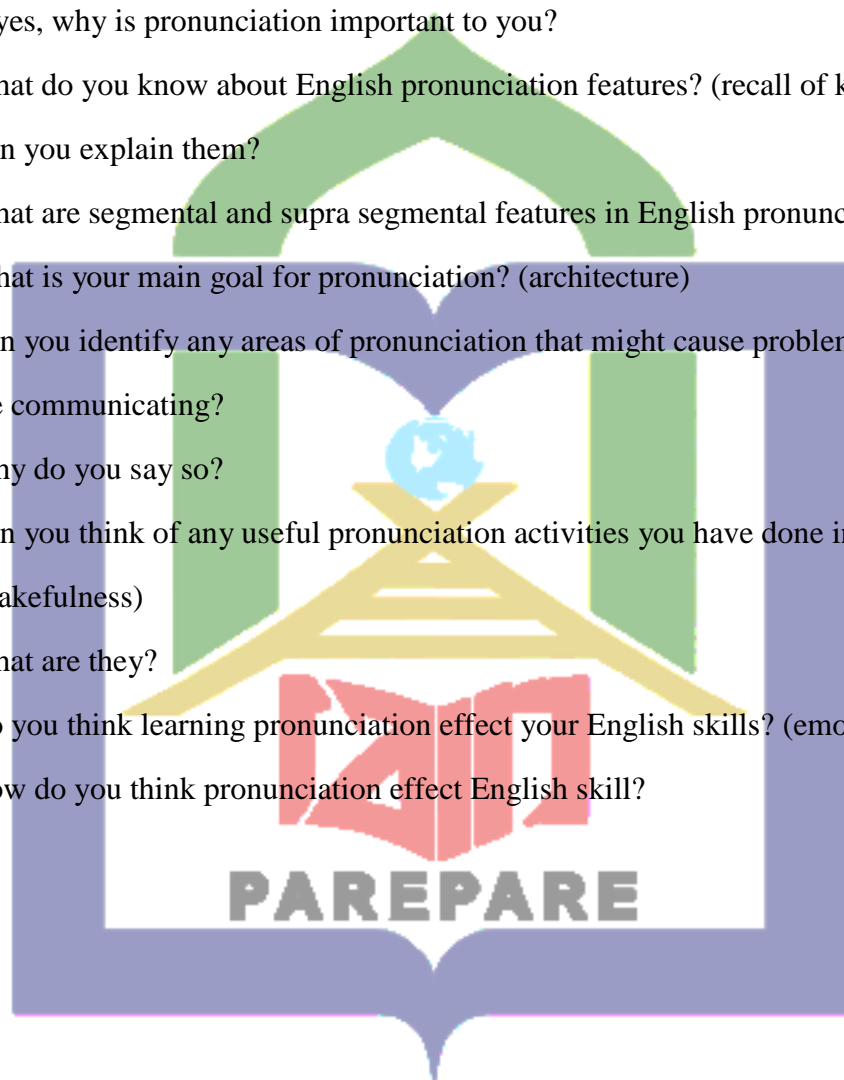 yes, why is pronunciation important to you?
hat do you know about English pronunciation features? (recall of k
n you explain them?
hat are segmental and supra segmental features in English pronunc
hat is your main goal for pronunciation? (architecture)
n you identify any areas of pronunciation that might cause problem
e communicating?
hy do you say so?
n you think of any useful pronunciation activities you have done in
akefulness)
hat are they?
o you think learning pronunciation effect your English skills? (emo
ow do you think pronunciation effect English skill?
iain
PAREPARE